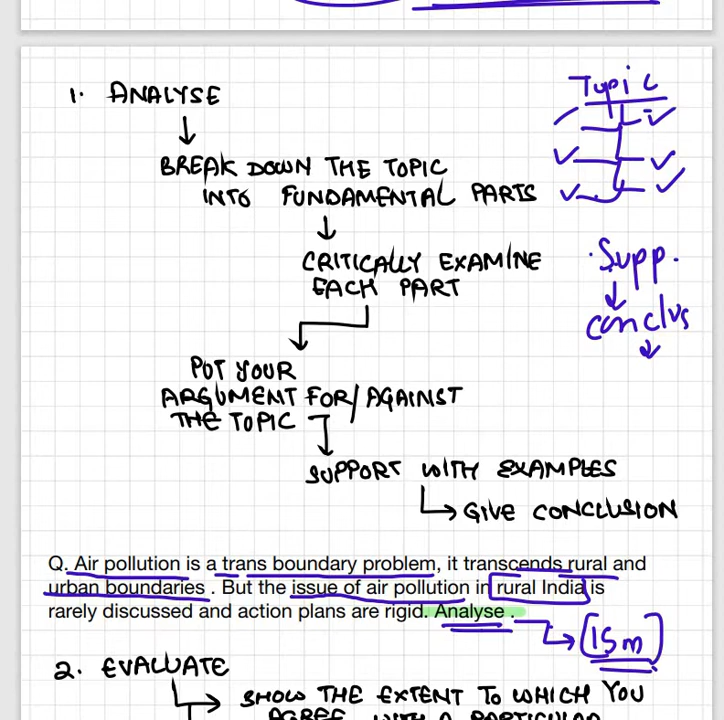 1. ANALYSE
BREAK DOWN THE TOPIC
INTO FUNDAMENTAL PARTS
CRITICALLY EXAMINE
EACH PART
PUT YOUR
ARGUMENT FOR/AGAINST
THE TOPIC
SUPPORT WITH EXAMPLES
GIVE CONCLUSION
Topic
Supp.
conclus
Q. Air pollution is a trans boundary problem, it transcends rural and
urban boundaries . But the issue of air pollution in rural India is
rarely discussed and action plans are rigid. Analyse .
[15m]
2. EVALUATE
SHOW THE EXTENT TO WHICH YOU
AGREE WITH A PARTICULAR